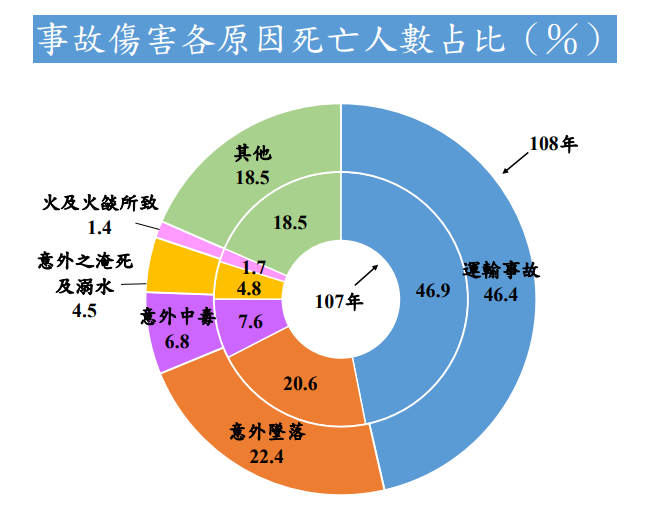 事故傷害各原因死亡人數占比（％）
108年
其他
18.5
18.5
火及火燄所致
1.4
1.7
意外之淹死
及溺水
4.5
4.8
107年
運輸事故
46.4
46.9
意外中毒
6.8
7.6
20.6
意外墜落
22.4